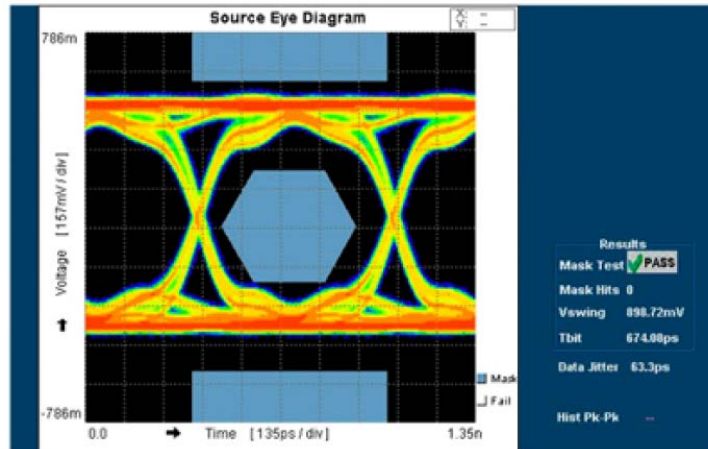 Source Eye Diagram
X: --
Y: --
786m
Voltage [157mV / div]
-786m
0.0
Time [135ps / div]
1.35n
Mask
Fail
Results
Mask Test PASS
Mask Hits 0
Vswing 898.72mV
Tbit 674.08ps
Data Jitter 63.3ps
Hist Pk-Pk --